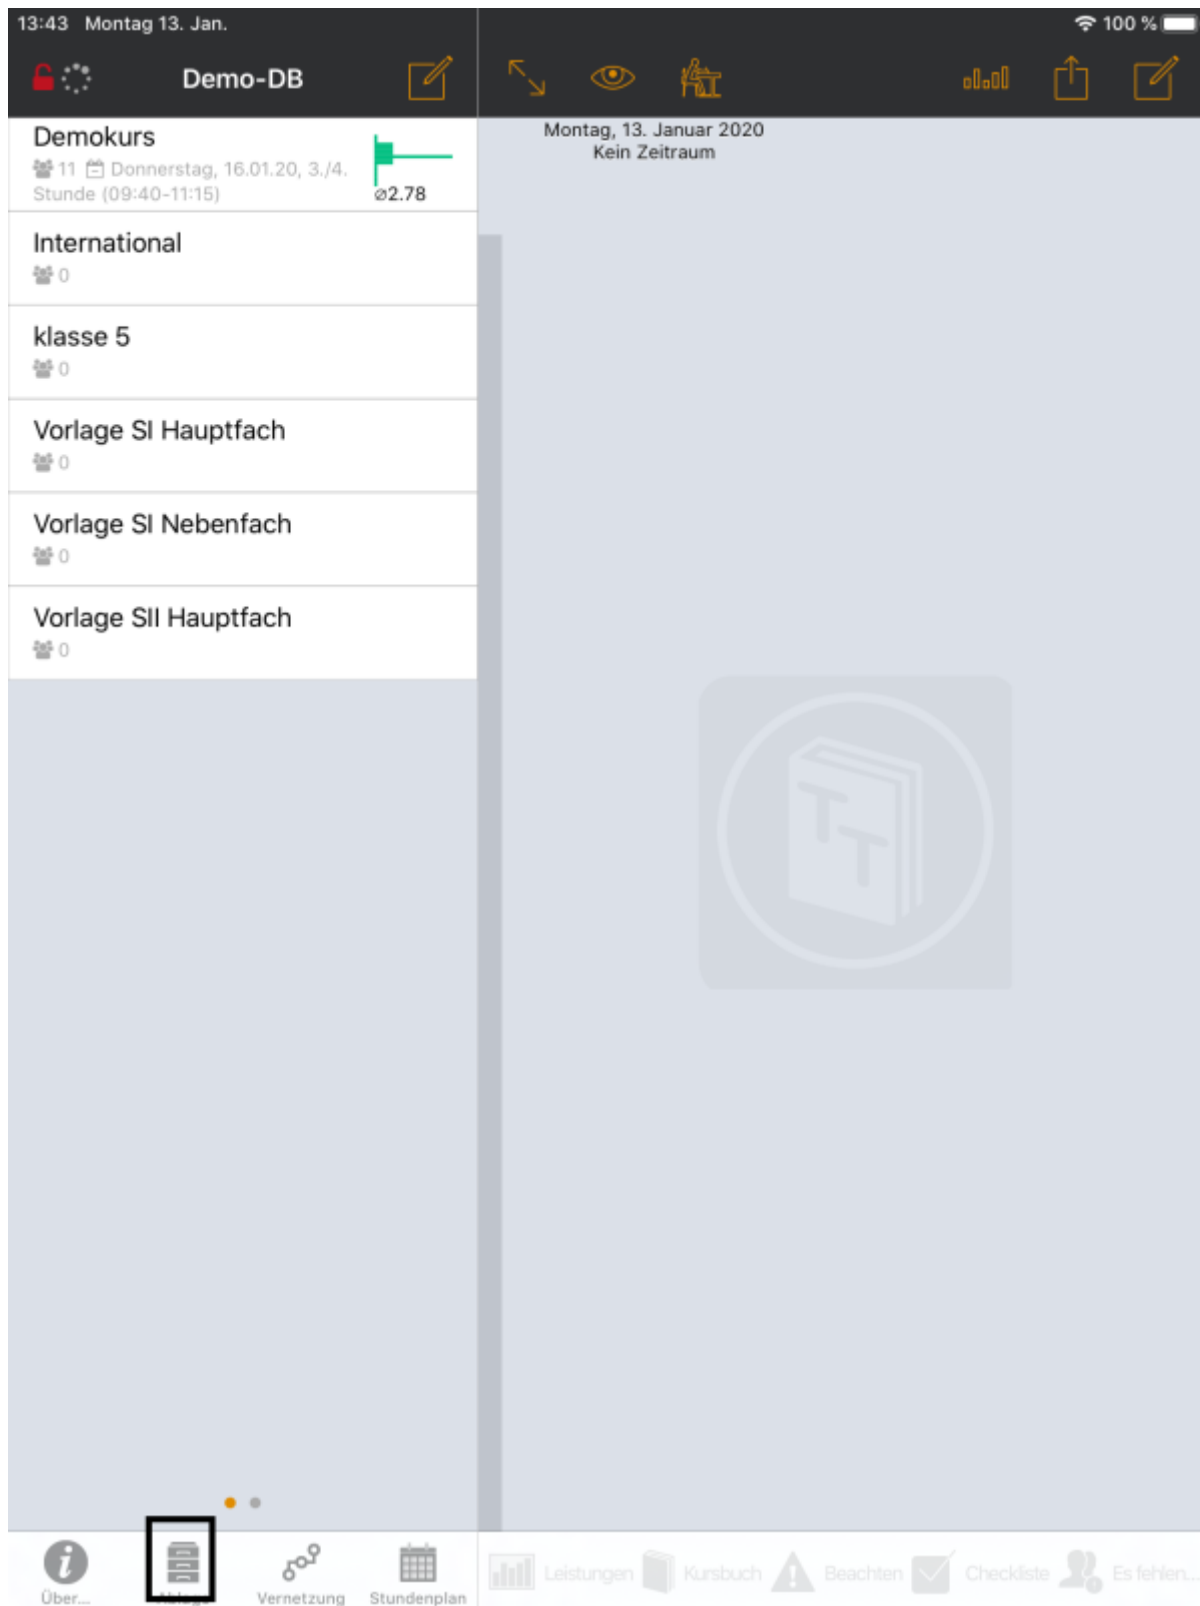 13:43 Montag 13. Jan.
100 %
Demo-DB
Demokurs
11 Donnerstag, 16.01.20, 3./4.
Stunde (09:40-11:15)
⌀2.78
International
0
klasse 5
0
Vorlage SI Hauptfach
0
Vorlage SI Nebenfach
0
Vorlage SII Hauptfach
0
Montag, 13. Januar 2020
Kein Zeitraum
TT
Über...
Ablage
Vernetzung
Stundenplan
Leistungen
Kursbuch
Beachten
Checkliste
Es fehlen...